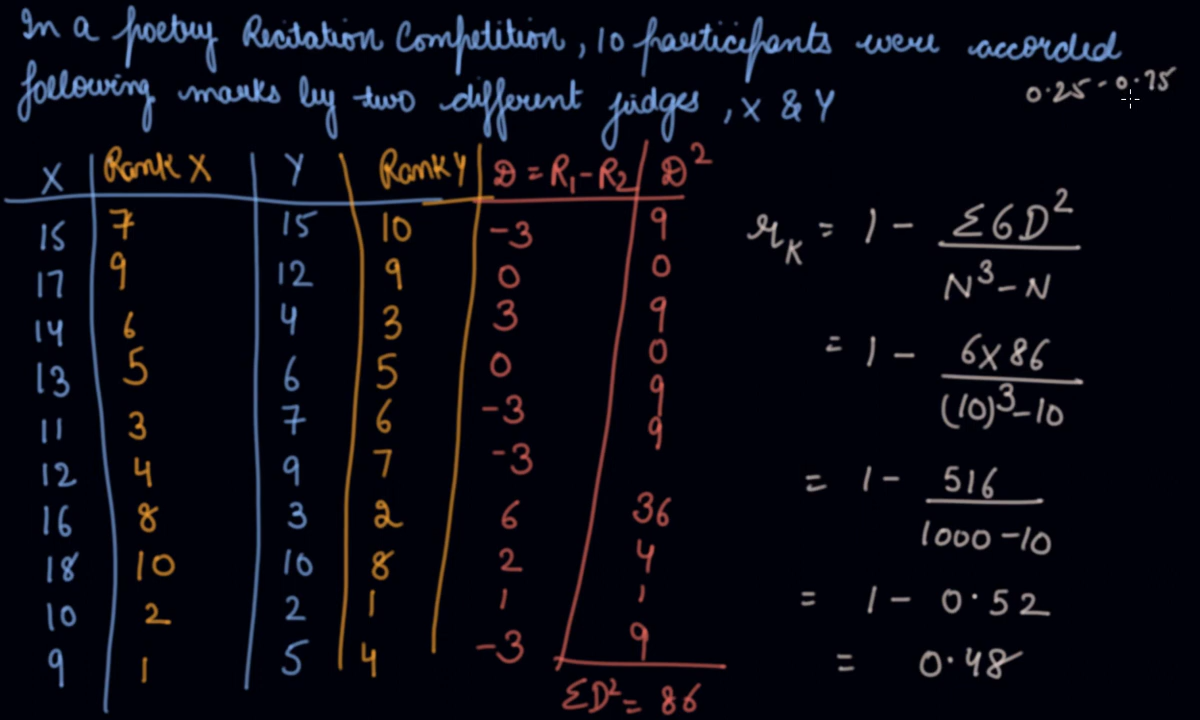 In a poetry Recitation Competition, 10 participants were accorded
following marks by two different judges, X & Y
0.25 - 0.75
X Rank X Y Rank Y D = R₁ - R₂ D²
15 7 15 10 -3 9
17 9 12 9 0 0
14 6 4 3 3 9
13 5 6 5 0 0
11 3 7 6 -3 9
12 4 9 7 -3 9
16 8 3 2 6 36
18 10 10 8 2 4
10 2 2 1 1 1
9 1 5 4 -3 9
ΣD² = 86
r_K = 1 - Σ6D² / N³ - N
= 1 - 6 x 86 / (10)³ - 10
= 1 - 516 / 1000 - 10
= 1 - 0.52
= 0.48